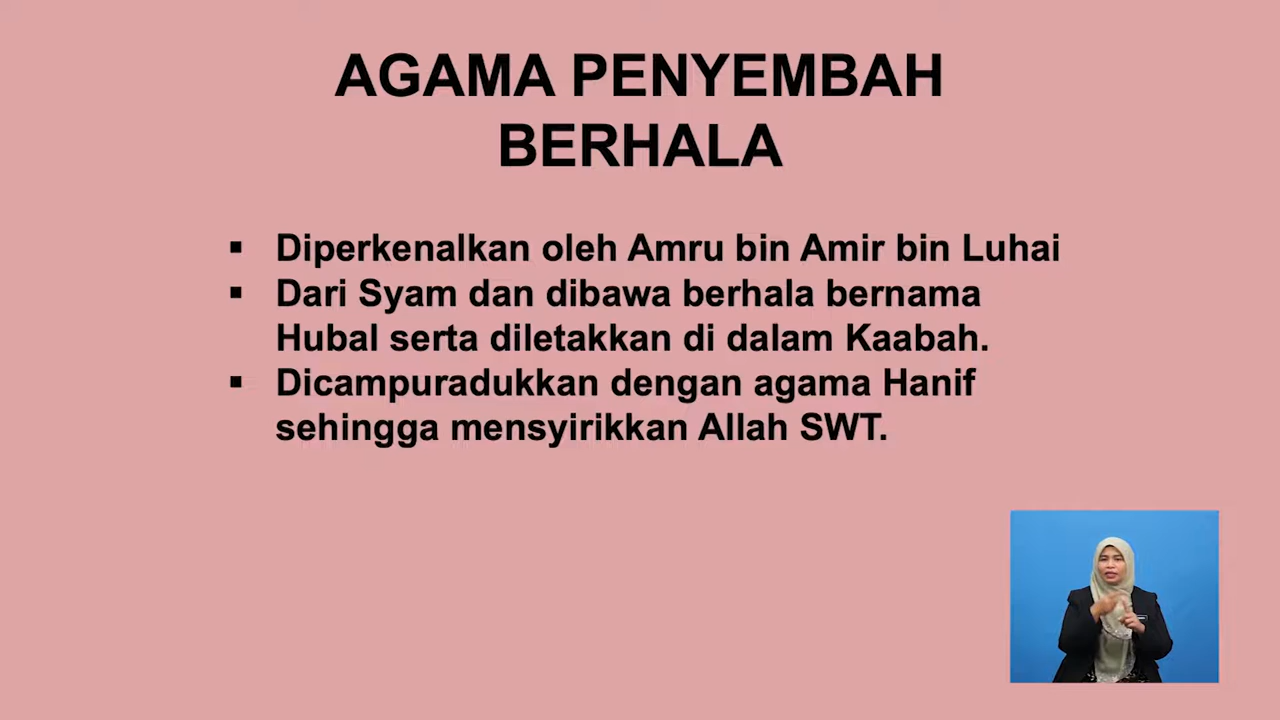 AGAMA PENYEMBAH
BERHALA
▪ Diperkenalkan oleh Amru bin Amir bin Luhai
▪ Dari Syam dan dibawa berhala bernama
Hubal serta diletakkan di dalam Kaabah.
▪ Dicampuradukkan dengan agama Hanif
sehingga mensyirikkan Allah SWT.